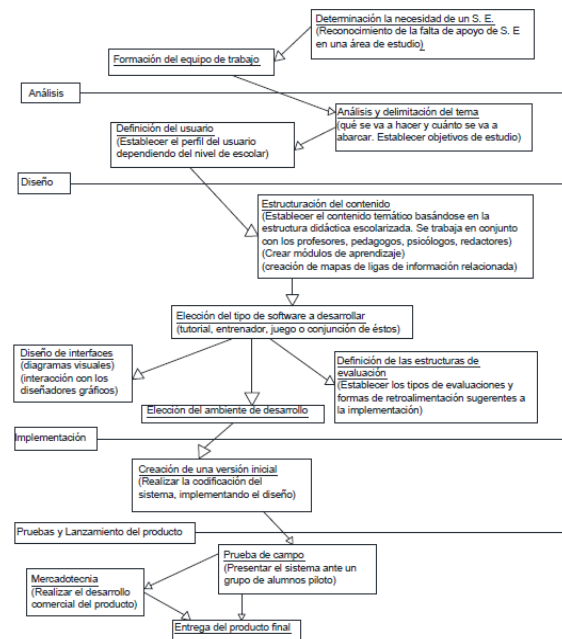 Determinación la necesidad de un S. E.
(Reconocimiento de la falta de apoyo de S. E
en una área de estudio)
Formación del equipo de trabajo
Análisis
Análisis y delimitación del tema
(qué se va a hacer y cuánto se va a
abarcar. Establecer objetivos de estudio)
Definición del usuario
(Establecer el perfil del usuario
dependiendo del nivel de escolar)
Diseño
Estructuración del contenido
(Establecer el contenido temático basándose en la
estructura didáctica escolarizada. Se trabaja en conjunto
con los profesores, pedagogos, psicólogos, redactores)
(Crear módulos de aprendizaje)
(creación de mapas de ligas de información relacionada)
Elección del tipo de software a desarrollar
(tutorial, entrenador, juego o conjunción de éstos)
Diseño de interfaces
(diagramas visuales)
(interacción con los
diseñadores gráficos)
Definición de las estructuras de
evaluación
(Establecer los tipos de evaluaciones y
formas de retroalimentación sugerentes a
la implementación)
Elección del ambiente de desarrollo
Implementación
Creación de una versión inicial
(Realizar la codificación del
sistema, implementando el diseño)
Pruebas y Lanzamiento del producto
Prueba de campo
(Presentar el sistema ante un
grupo de alumnos piloto)
Mercadotecnia
(Realizar el desarrollo
comercial del producto)
Entrega del producto final